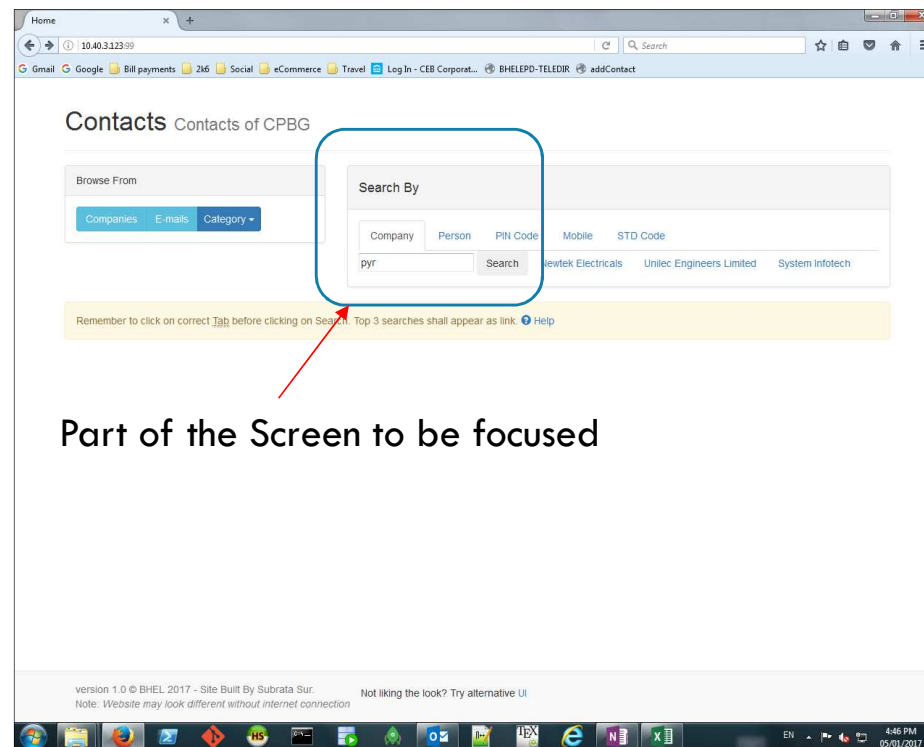 Home
10.40.3.123:99
Search
Gmail Google Bill payments 2k6 Social eCommerce Travel Log In - CEB Corporat... BHELEPD-TELEDIR addContact
Contacts Contacts of CPBG
Browse From
Companies E-mails Category
Search By
Company Person PIN Code Mobile STD Code
pyr Search Newtek Electricals Unilec Engineers Limited System Infotech
Remember to click on correct Tab before clicking on Search. Top 3 searches shall appear as link. Help
Part of the Screen to be focused
version 1.0 © BHEL 2017 - Site Built By Subrata Sur.
Note: Website may look different without internet connection
Not liking the look? Try alternative UI
HS TEX EN 4:46 PM
05/01/2017